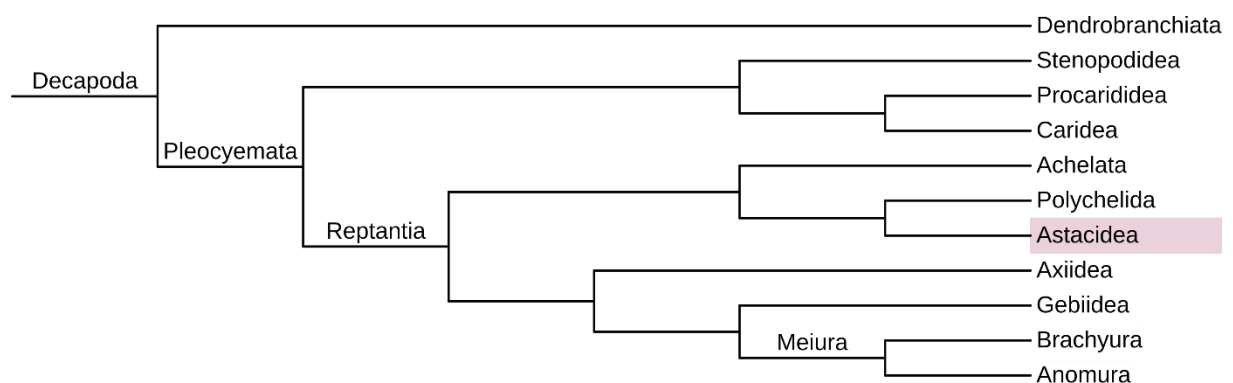 Dendrobranchiata
Stenopodidea
Decapoda
Procarididea
Caridea
Pleocyemata
Achelata
Polychelida
Reptantia
Astacidea
Axiidea
Gebiidea
Meiura
Brachyura
Anomura